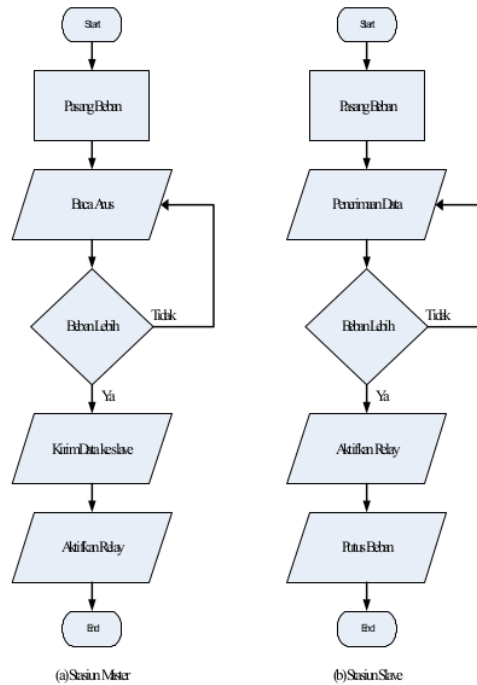 Start
Pasang Beban
Baca Arus
Beban Lebih
Tidak
Ya
Kirim Data ke slave
Aktifkan Relay
End
(a) Stasiun Master
Start
Pasang Beban
Penerimaan Data
Beban Lebih
Tidak
Ya
Aktifkan Relay
Putus Beban
End
(b) Stasiun Slave